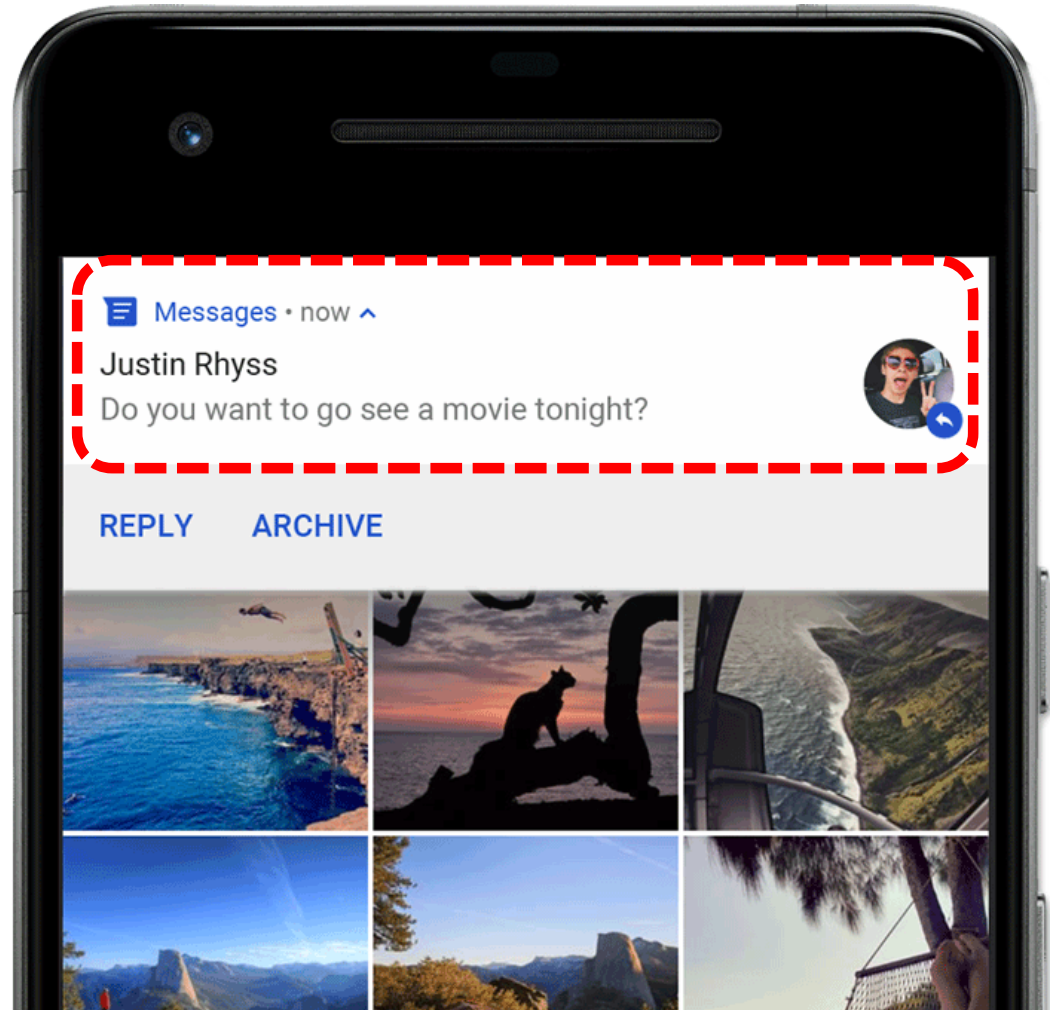 Messages • now
Justin Rhyss
Do you want to go see a movie tonight?
REPLY ARCHIVE